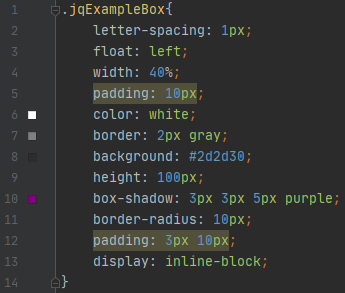 1 .jqExampleBox{
2 letter-spacing: 1px;
3 float: left;
4 width: 40%;
5 padding: 10px;
6 color: white;
7 border: 2px gray;
8 background: #2d2d30;
9 height: 100px;
10 box-shadow: 3px 3px 5px purple;
11 border-radius: 10px;
12 padding: 3px 10px;
13 display: inline-block;
14 }